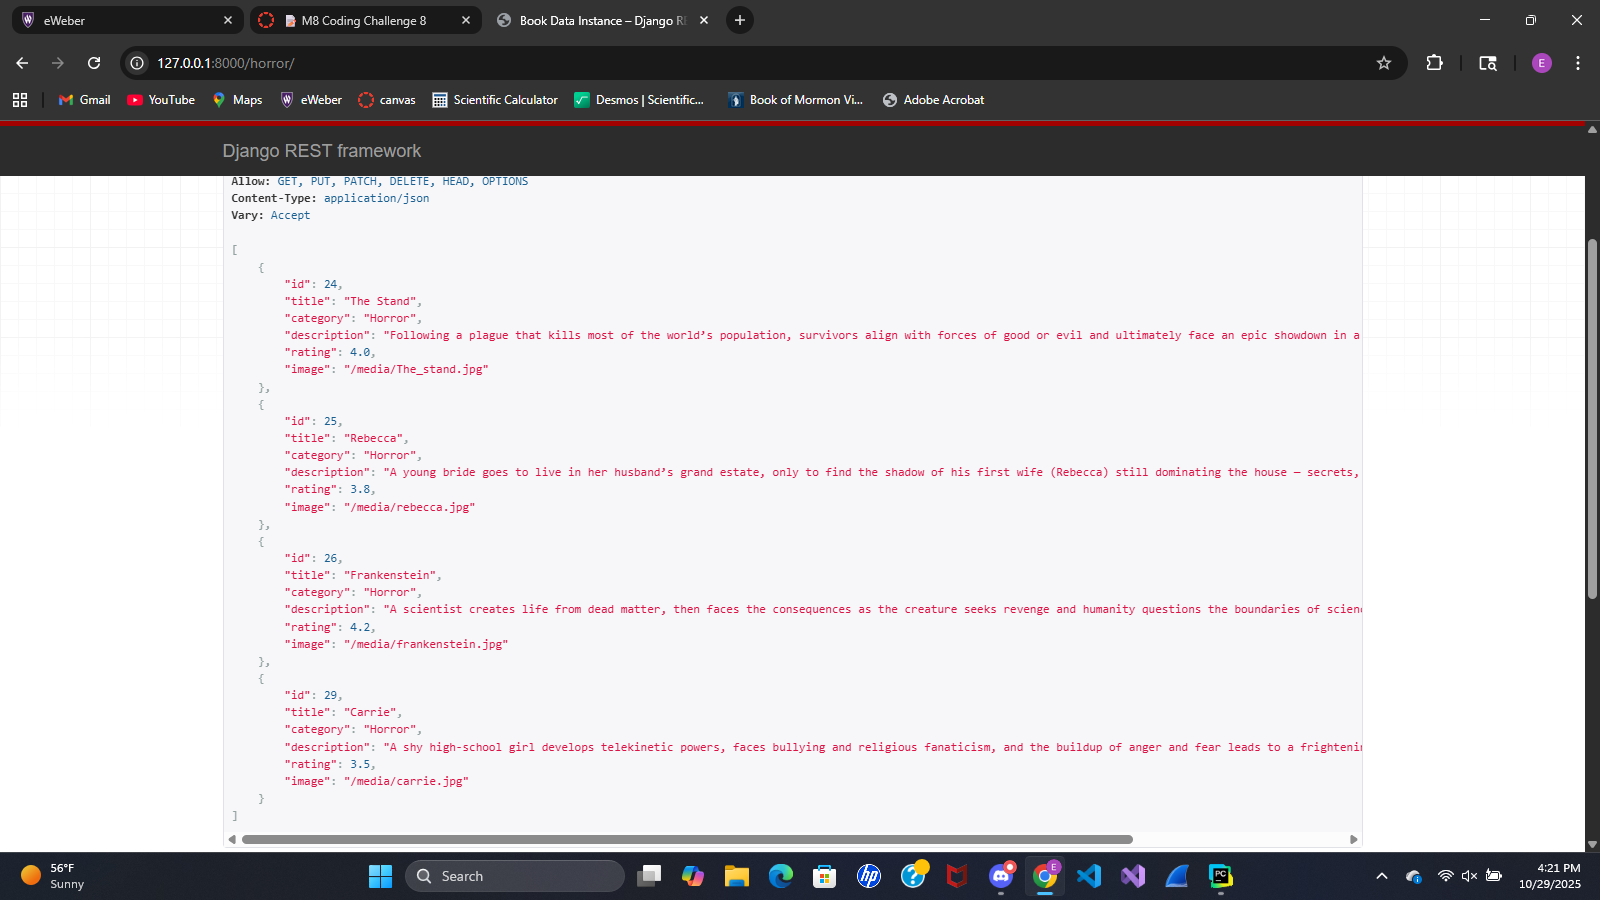 eWeber
M8 Coding Challenge 8
Book Data Instance – Django RE
127.0.0.1:8000/horror/
E
Gmail
YouTube
Maps
eWeber
canvas
Scientific Calculator
Desmos | Scientific...
Book of Mormon Vi...
Adobe Acrobat
Django REST framework
Allow: GET, PUT, PATCH, DELETE, HEAD, OPTIONS
Content-Type: application/json
Vary: Accept
[
{
"id": 24,
"title": "The Stand",
"category": "Horror",
"description": "Following a plague that kills most of the world’s population, survivors align with forces of good or evil and ultimately face an epic showdown in a
"rating": 4.0,
"image": "/media/The_stand.jpg"
},
{
"id": 25,
"title": "Rebecca",
"category": "Horror",
"description": "A young bride goes to live in her husband’s grand estate, only to find the shadow of his first wife (Rebecca) still dominating the house — secrets,
"rating": 3.8,
"image": "/media/rebecca.jpg"
},
{
"id": 26,
"title": "Frankenstein",
"category": "Horror",
"description": "A scientist creates life from dead matter, then faces the consequences as the creature seeks revenge and humanity questions the boundaries of scien
"rating": 4.2,
"image": "/media/frankenstein.jpg"
},
{
"id": 29,
"title": "Carrie",
"category": "Horror",
"description": "A shy high-school girl develops telekinetic powers, faces bullying and religious fanaticism, and the buildup of anger and fear leads to a frightenin
"rating": 3.5,
"image": "/media/carrie.jpg"
}
]
56°F
Sunny
Search
hp
E
PC
4:21 PM
10/29/2025